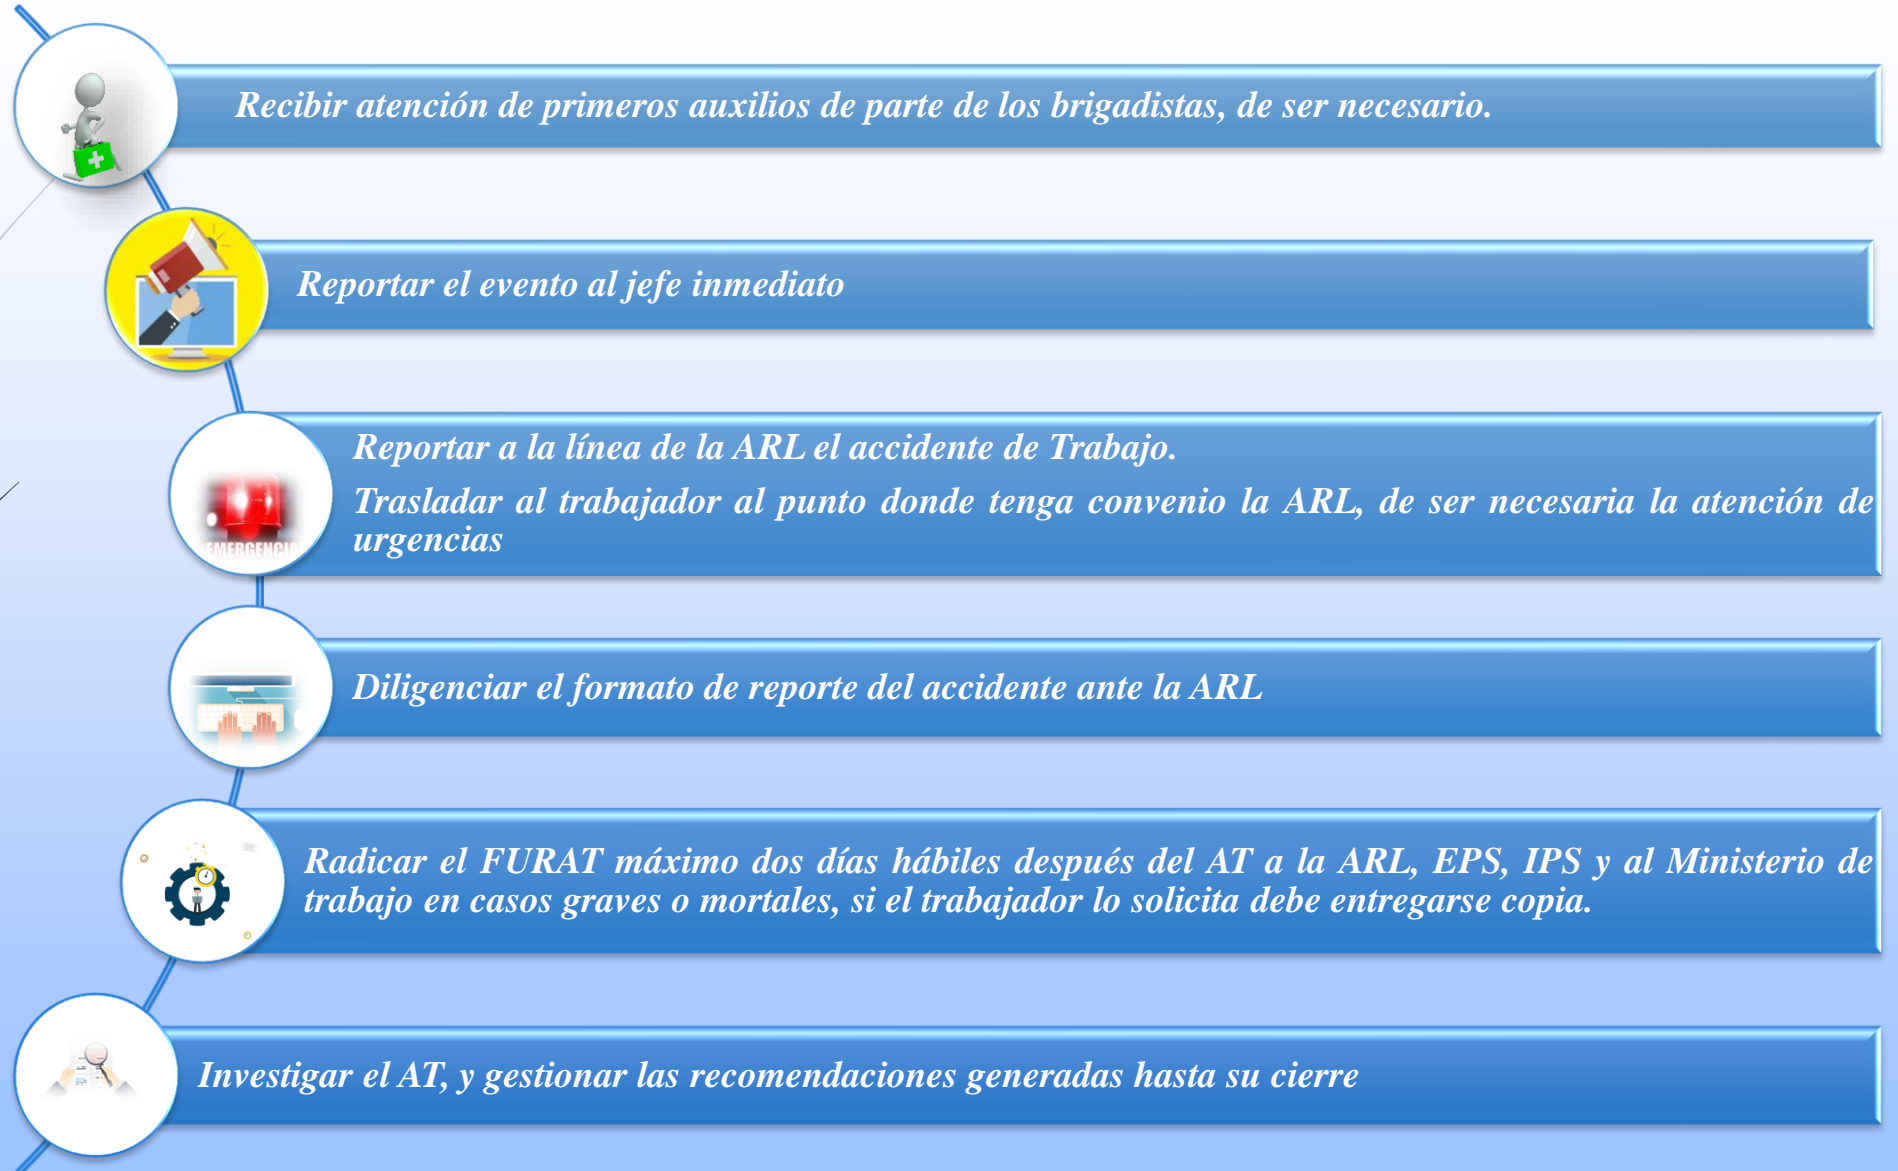 Recibir atención de primeros auxilios de parte de los brigadistas, de ser necesario.
Reportar el evento al jefe inmediato
Reportar a la línea de la ARL el accidente de Trabajo.
Trasladar al trabajador al punto donde tenga convenio la ARL, de ser necesaria la atención de
urgencias
EMERGENCIA
Diligenciar el formato de reporte del accidente ante la ARL
Radicar el FURAT máximo dos días hábiles después del AT a la ARL, EPS, IPS y al Ministerio de
trabajo en casos graves o mortales, si el trabajador lo solicita debe entregarse copia.
Investigar el AT, y gestionar las recomendaciones generadas hasta su cierre